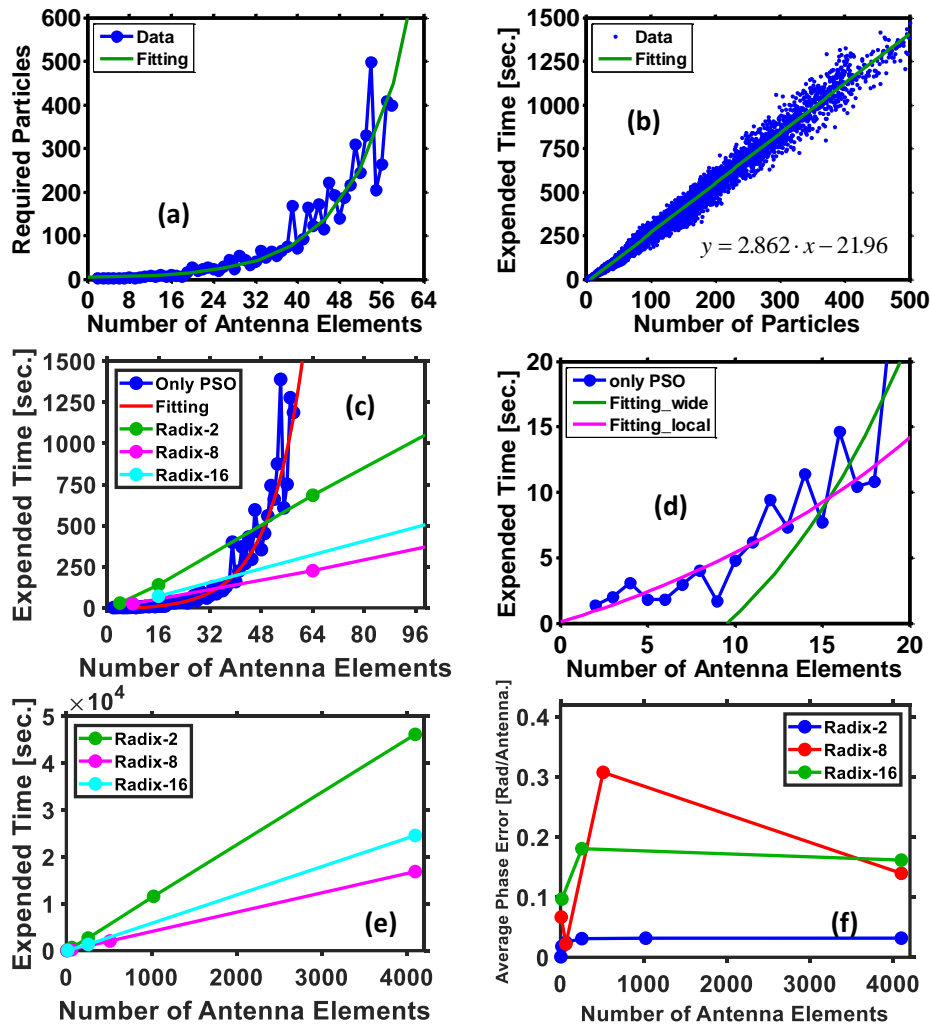 600
500
400
300
200
100
0
Required Particles
Data
Fitting
(a)
0 8 16 24 32 40 48 56 64
Number of Antenna Elements
1500
1250
1000
750
500
250
0
Expended Time [sec.]
Data
Fitting
(b)
y = 2.862 · x − 21.96
0 100 200 300 400 500
Number of Particles
1500
1250
1000
750
500
250
0
Expended Time [sec.]
Only PSO
Fitting
Radix-2
Radix-8
Radix-16
(c)
0 16 32 48 64 80 96
Number of Antenna Elements
20
15
10
5
0
Expended Time [sec.]
only PSO
Fitting_wide
Fitting_local
(d)
0 5 10 15 20
Number of Antenna Elements
×10⁴
5
4
3
2
1
0
Expended Time [sec.]
Radix-2
Radix-8
Radix-16
(e)
0 1000 2000 3000 4000
Number of Antenna Elements
0.4
0.3
0.2
0.1
0
Average Phase Error [Rad/Antenna.]
Radix-2
Radix-8
Radix-16
(f)
0 1000 2000 3000 4000
Number of Antenna Elements